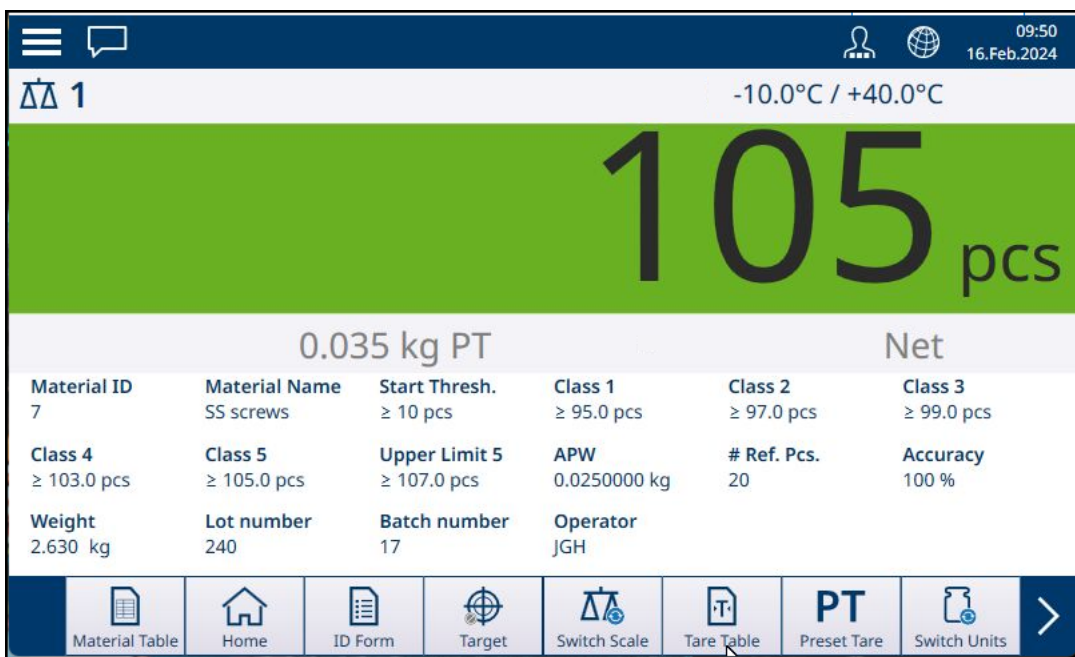 09:50
16.Feb.2024
1
-10.0°C / +40.0°C
105 pcs
0.035 kg PT Net
Material ID Material Name Start Thresh. Class 1 Class 2 Class 3
7 SS screws ≥ 10 pcs ≥ 95.0 pcs ≥ 97.0 pcs ≥ 99.0 pcs
Class 4 Class 5 Upper Limit 5 APW # Ref. Pcs. Accuracy
≥ 103.0 pcs ≥ 105.0 pcs ≥ 107.0 pcs 0.0250000 kg 20 100 %
Weight Lot number Batch number Operator
2.630 kg 240 17 JGH
T
PT
Material Table Home ID Form Target Switch Scale Tare Table Preset Tare Switch Units